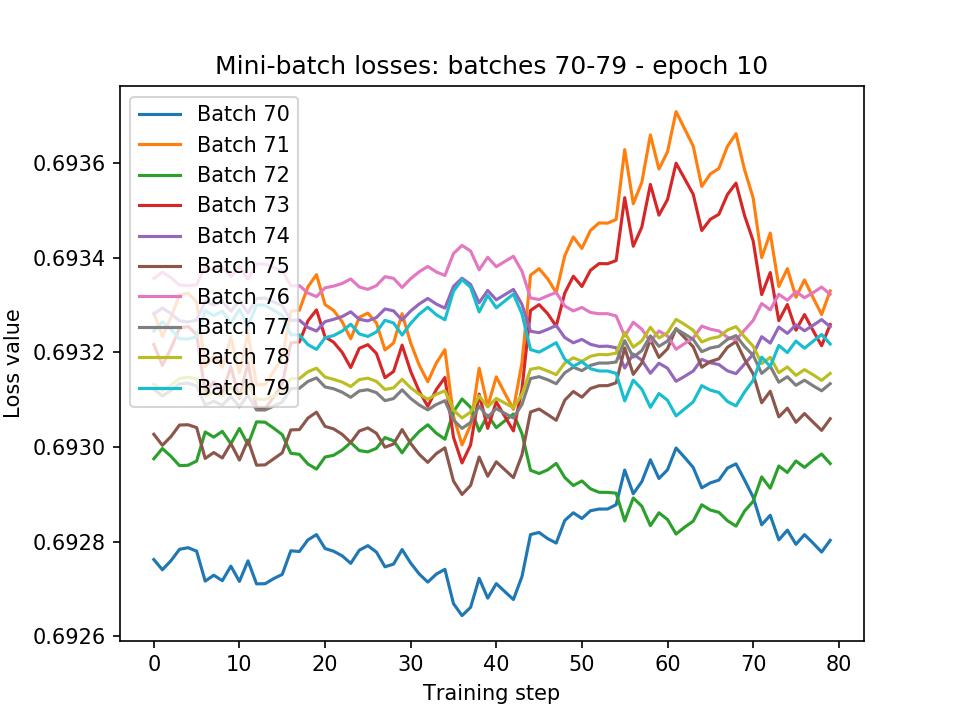 Mini-batch losses: batches 70-79 - epoch 10
Batch 70
Batch 71
Batch 72
Batch 73
Batch 74
Batch 75
Batch 76
Batch 77
Batch 78
Batch 79
0.6936
0.6934
0.6932
0.6930
0.6928
0.6926
Loss value
0 10 20 30 40 50 60 70 80
Training step